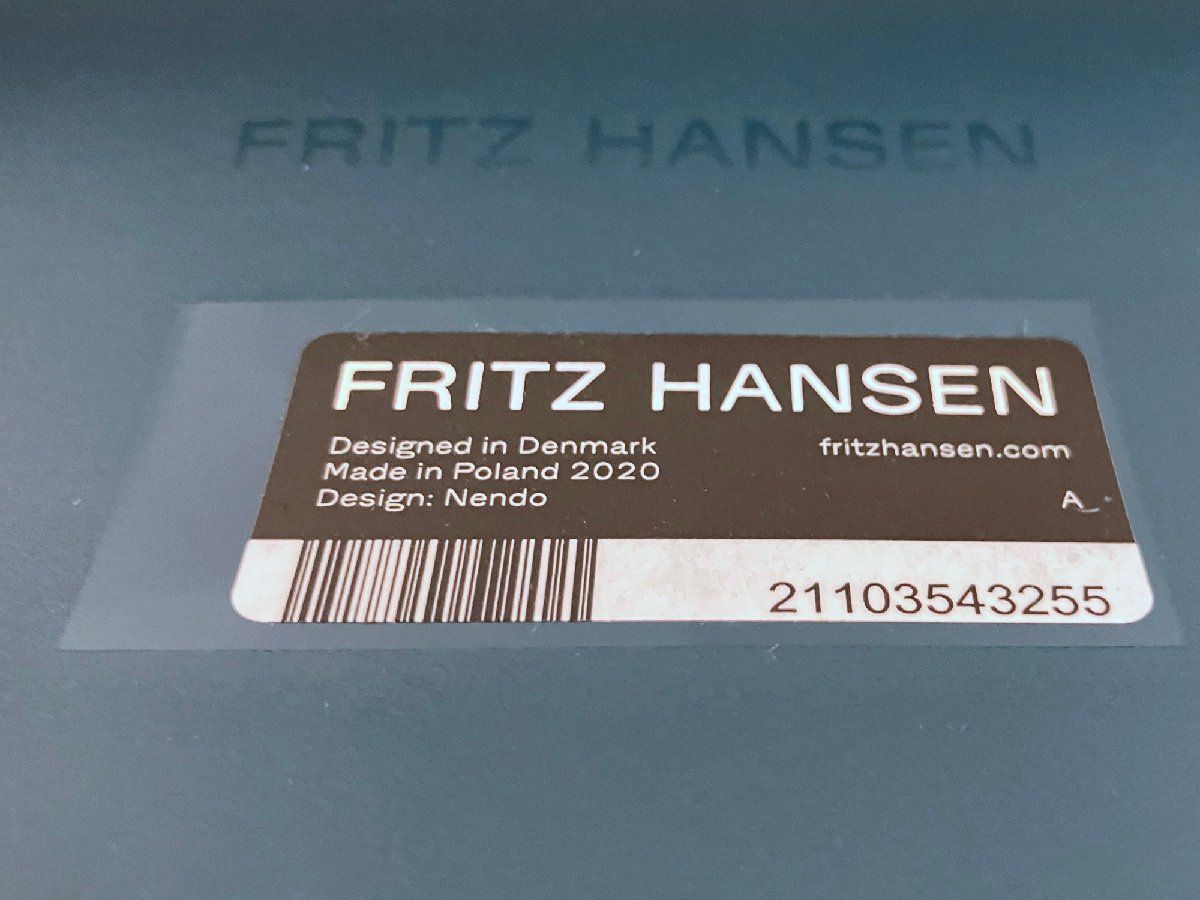 FRITZ HANSEN
FRITZ HANSEN
Designed in Denmark
Made in Poland 2020
Design: Nendo
fritzhansen.com
A
21103543255